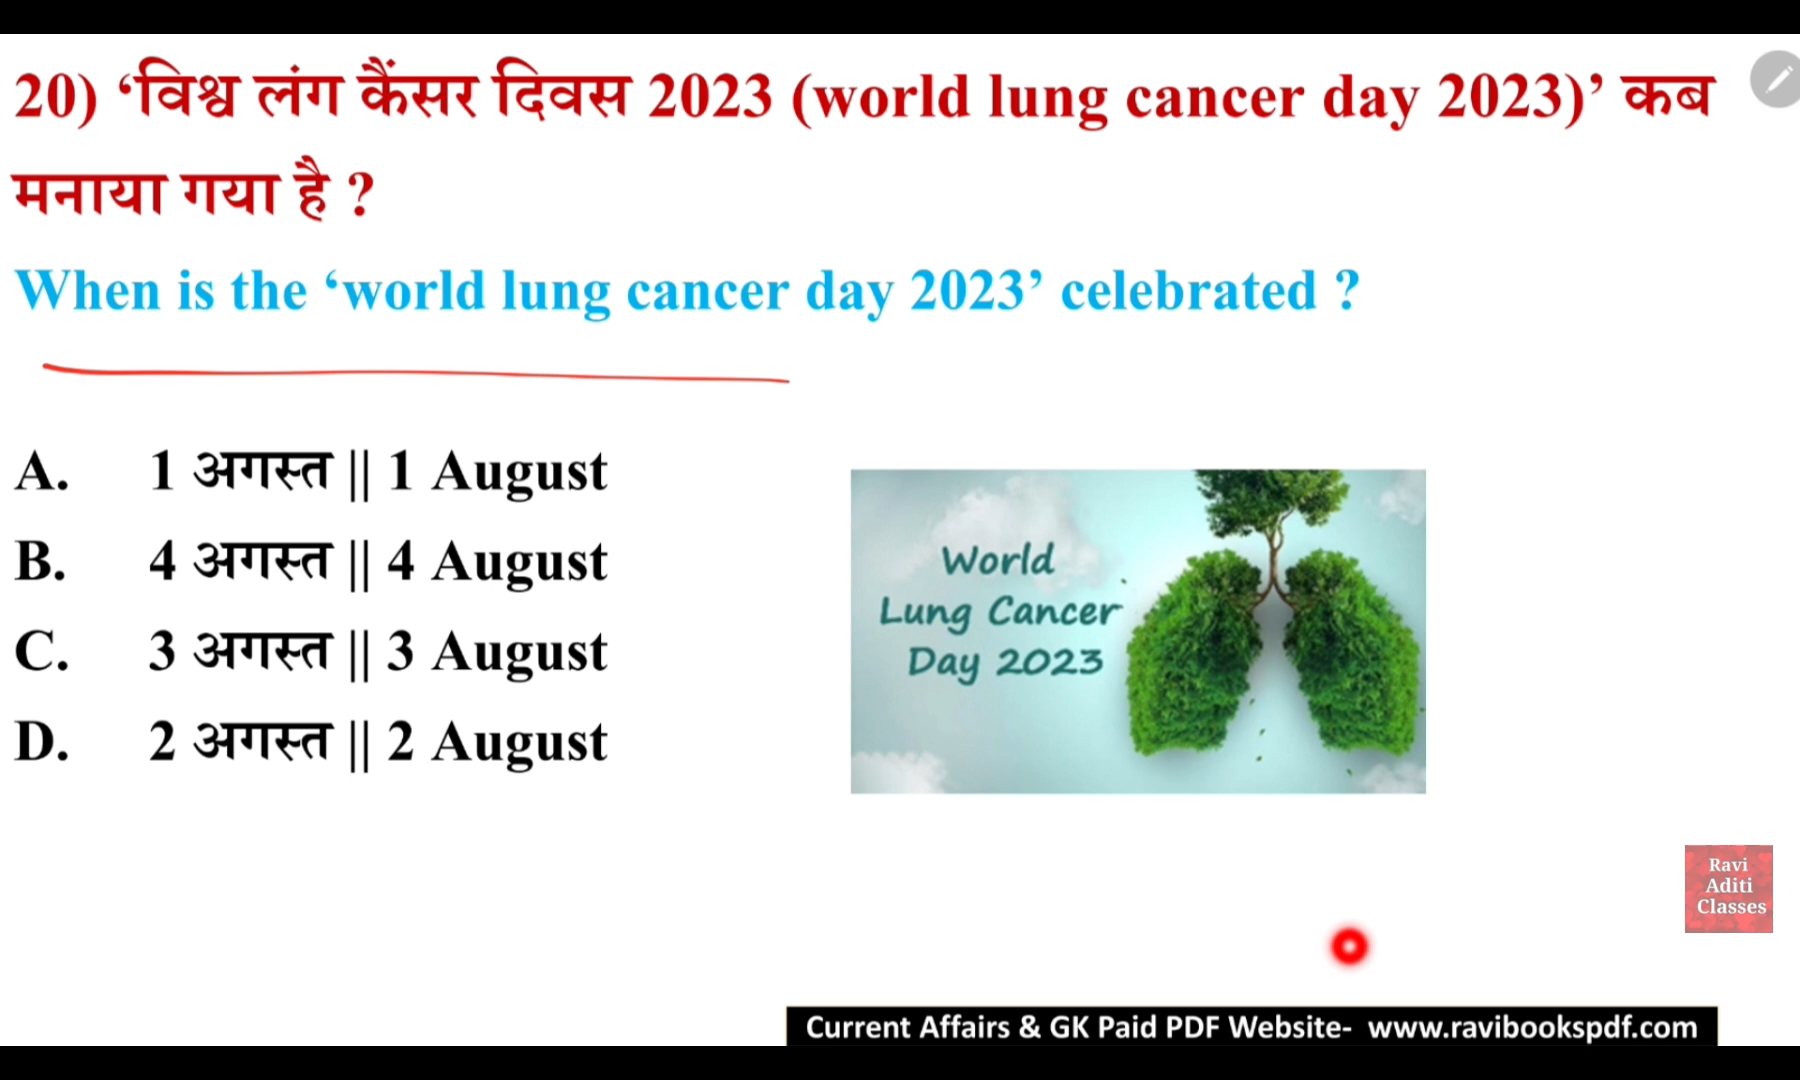 20) ‘विश्व लंग कैंसर दिवस 2023 (world lung cancer day 2023)’ कब
मनाया गया है ?
When is the ‘world lung cancer day 2023’ celebrated ?
A. 1 अगस्त || 1 August
B. 4 अगस्त || 4 August
C. 3 अगस्त || 3 August
D. 2 अगस्त || 2 August
World
Lung Cancer
Day 2023
Ravi
Aditi
Classes
Current Affairs & GK Paid PDF Website- www.ravibookspdf.com